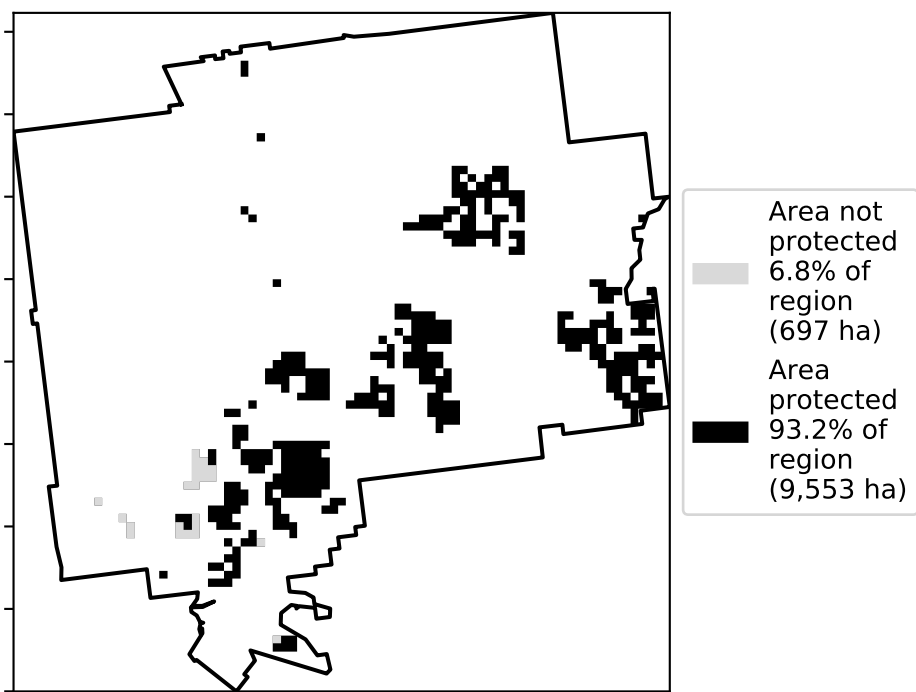 Area not
protected
6.8% of
region
(697 ha)
Area
protected
93.2% of
region
(9,553 ha)